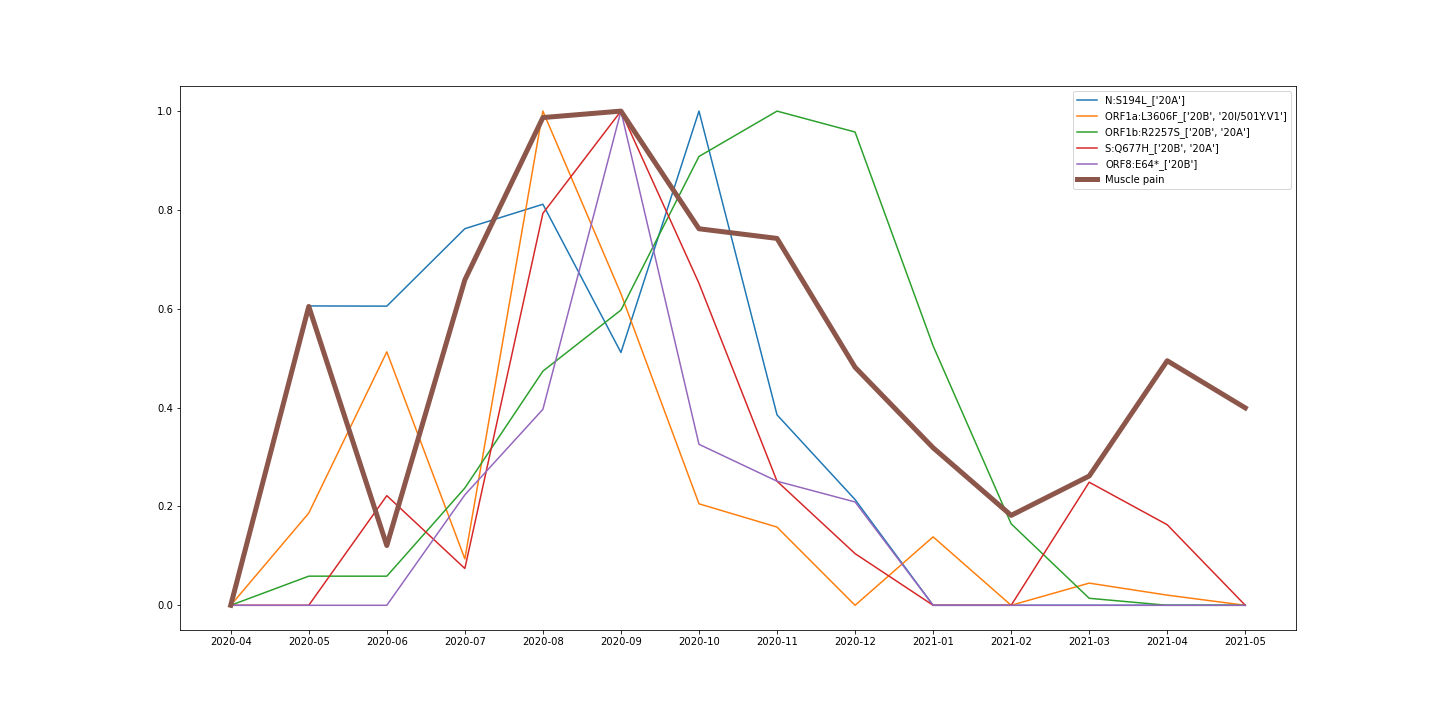 N:S194L_['20A']
ORF1a:L3606F_['20B', '20I/501Y.V1']
ORF1b:R2257S_['20B', '20A']
S:Q677H_['20B', '20A']
ORF8:E64*_['20B']
Muscle pain
1.0
0.8
0.6
0.4
0.2
0.0
2020-04 2020-05 2020-06 2020-07 2020-08 2020-09 2020-10 2020-11 2020-12 2021-01 2021-02 2021-03 2021-04 2021-05